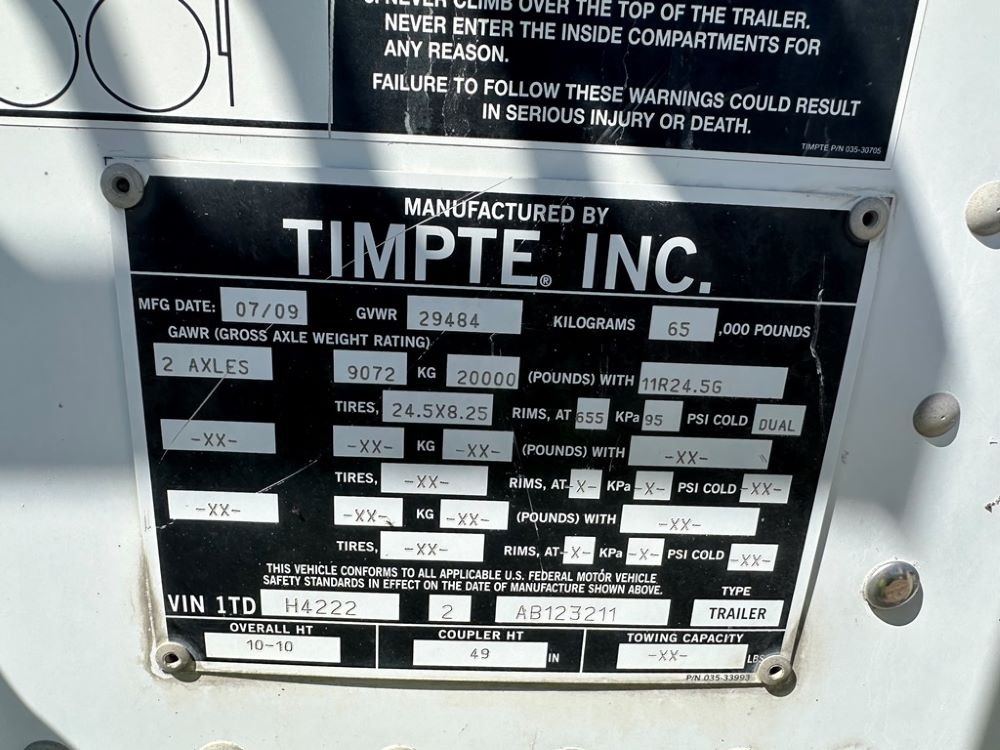 NEVER CLIMB OVER THE TOP OF THE TRAILER.
NEVER ENTER THE INSIDE COMPARTMENTS FOR
ANY REASON.
FAILURE TO FOLLOW THESE WARNINGS COULD RESULT
IN SERIOUS INJURY OR DEATH.
TIMPTE P/N 035-30705
MANUFACTURED BY
TIMPTE® INC.
MFG DATE: 07/09 GVWR 29484 KILOGRAMS 65 ,000 POUNDS
GAWR (GROSS AXLE WEIGHT RATING)
2 AXLES 9072 KG 20000 (POUNDS) WITH 11R24.5G
TIRES, 24.5X8.25 RIMS, AT 655 KPa 95 PSI COLD DUAL
-XX- -XX- KG -XX- (POUNDS) WITH -XX-
TIRES, -XX- RIMS, AT -X- KPa -X- PSI COLD -XX-
-XX- -XX- KG -XX- (POUNDS) WITH -XX-
TIRES, -XX- RIMS, AT -X- KPa -X- PSI COLD -XX-
THIS VEHICLE CONFORMS TO ALL APPLICABLE U.S. FEDERAL MOTOR VEHICLE
SAFETY STANDARDS IN EFFECT ON THE DATE OF MANUFACTURE SHOWN ABOVE.
TYPE
VIN 1TD H4222 2 AB123211 TRAILER
OVERALL HT COUPLER HT TOWING CAPACITY
10-10 49 IN -XX- LBS
P/N 035-33993